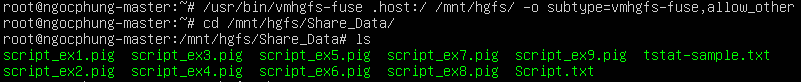 root@ngocphung-master:~# /usr/bin/vmhgfs-fuse .host:/ /mnt/hgfs/ -o subtype=vmhgfs-fuse,allow_other
root@ngocphung-master:~# cd /mnt/hgfs/Share_Data/
root@ngocphung-master:/mnt/hgfs/Share_Data# ls
script_ex1.pig script_ex3.pig script_ex5.pig script_ex7.pig script_ex9.pig tstat-sample.txt
script_ex2.pig script_ex4.pig script_ex6.pig script_ex8.pig Script.txt